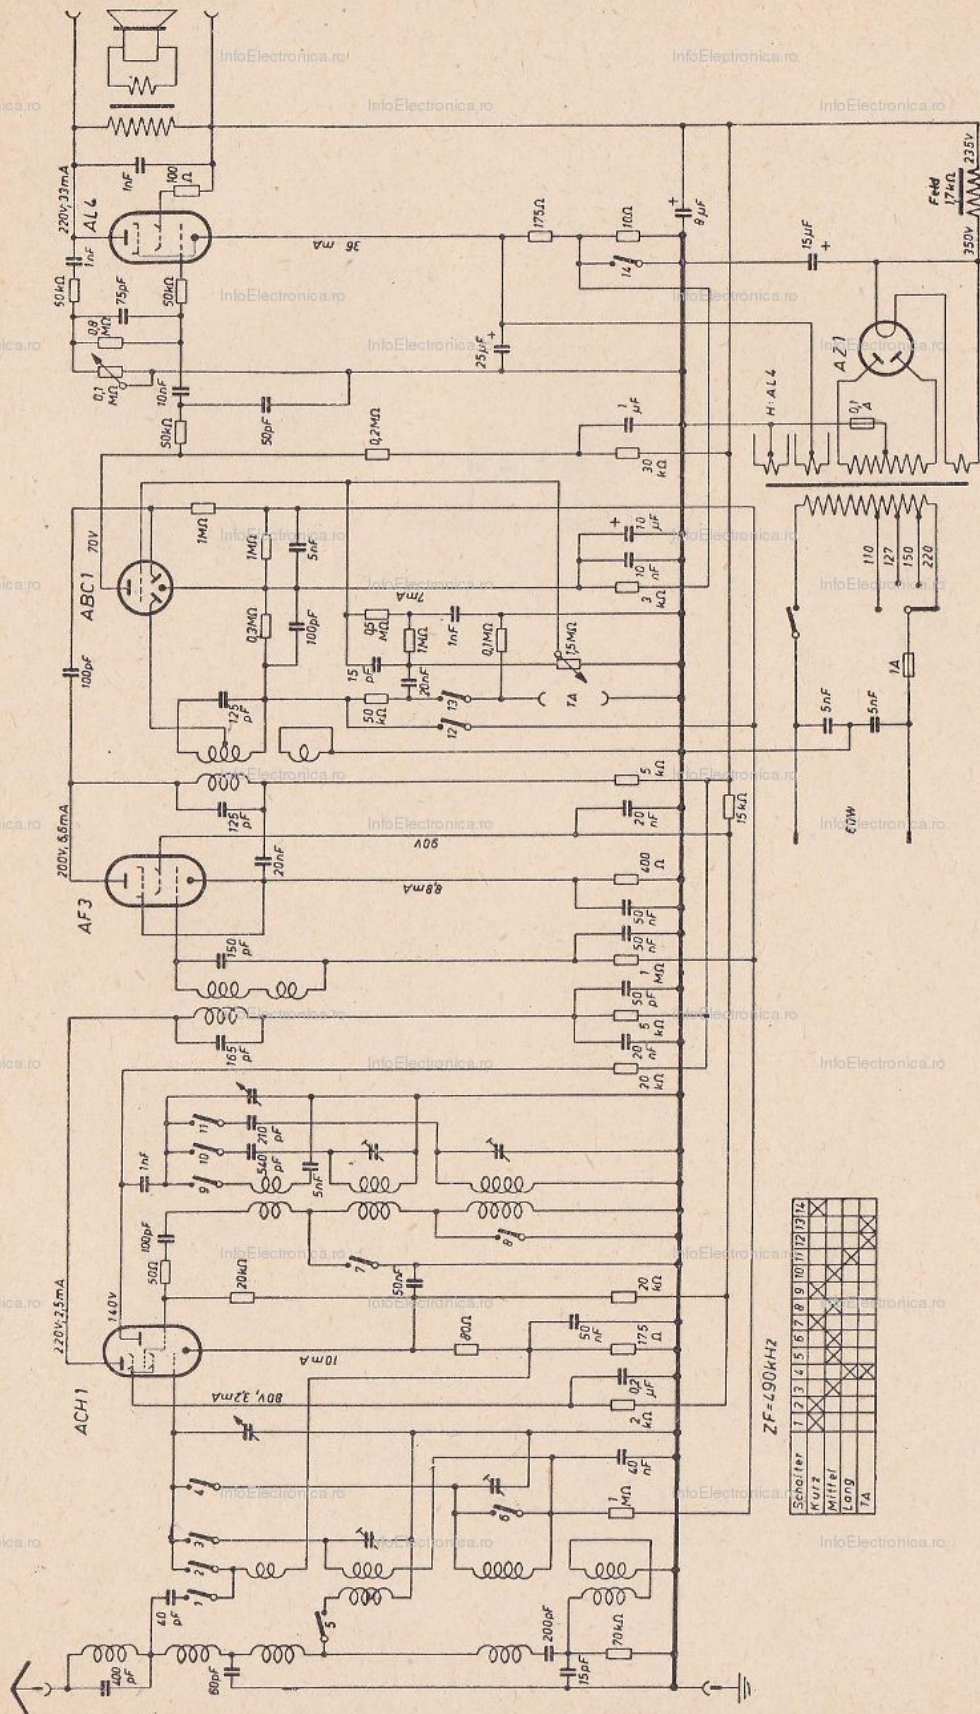 220V;33mA
AL4
1nF
100
Ω
1nF
50kΩ
75pF
0,8
MΩ
50kΩ
0,1
MΩ
10nF
50kΩ
50pF
36 mA
175Ω
10Ω
14
25µF
+
8 µF
+
15µF
+
Feld
1,7kΩ
350V
235V
AZ1
H:AL4
0,1
A
0,2MΩ
1
µF
30
kΩ
70V
ABC1
1MΩ
1MΩ
5nF
0,3MΩ
100pF
7mA
10
µF
+
10
nF
3
kΩ
0,5
MΩ
1MΩ
1nF
0,1MΩ
15
pF
20nF
1,5MΩ
50
kΩ
13
12
TA
100pF
125
pF
125
pF
110
127
150
220
1A
5nF
5nF
60W
200V;6,6mA
AF3
20nF
90V
8,8mA
5
kΩ
20
nF
15kΩ
400
Ω
50
nF
50
nF
1
MΩ
50
pF
5
kΩ
20
nF
20
kΩ
150
pF
165
pF
1nF
11
10
9
210
pF
540
pF
5nF
8
7
100pF
50Ω
20kΩ
50nF
20
kΩ
220V;2,5mA
140V
ACH1
10mA
80V; 3,2mA
80Ω
50
nF
175
Ω
0,2
µF
2
kΩ
40
nF
1
MΩ
4
3
2
1
6
5
40
pF
400
pF
60pF
200pF
70kΩ
15pF
ZF=490kHz
Schalter 1 2 3 4 5 6 7 8 9 10 11 12 13 14
Kurz
Mittel
Lang
TA
InfoElectronica.ro